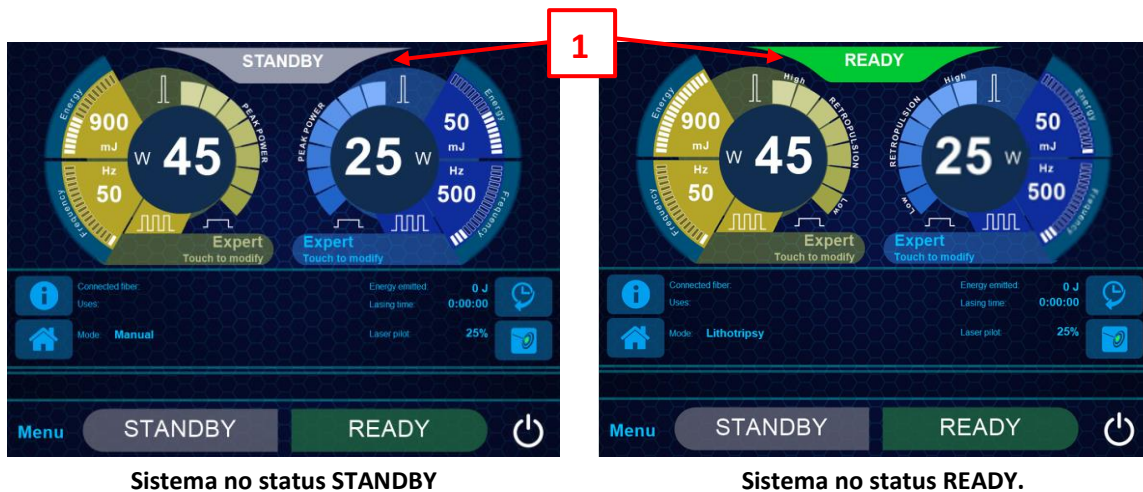 1
STANDBY
Energy
900
mJ
Hz
50
Frequency
W 45
PEAK POWER
PEAK POWER
25 W
Energy
50
mJ
Hz
500
Frequency
Expert
Touch to modify
Expert
Touch to modify
Connected fiber:
Uses:
Mode: Manual
Energy emitted: 0 J
Lasing time: 0:00:00
Laser pilot: 25%
Menu STANDBY READY
Sistema no status STANDBY
READY
Energy
900
mJ
Hz
50
Frequency
W 45
High
RETROPULSION
Low
High
RETROPULSION
Low
25 W
Energy
50
mJ
Hz
500
Frequency
Expert
Touch to modify
Expert
Touch to modify
Connected fiber:
Uses:
Mode: Lithotripsy
Energy emitted: 0 J
Lasing time: 0:00:00
Laser pilot: 25%
Menu STANDBY READY
Sistema no status READY.